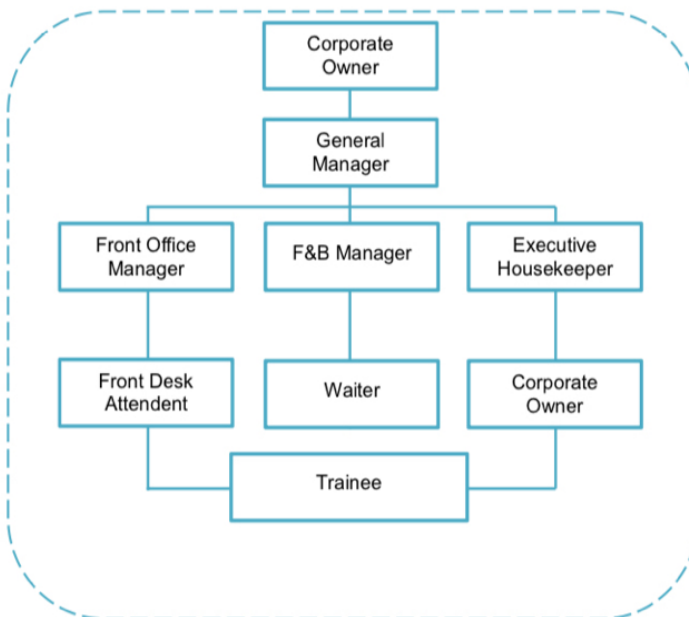 Corporate
Owner
General
Manager
Front Office
Manager
F&B Manager
Executive
Housekeeper
Front Desk
Attendent
Waiter
Corporate
Owner
Trainee